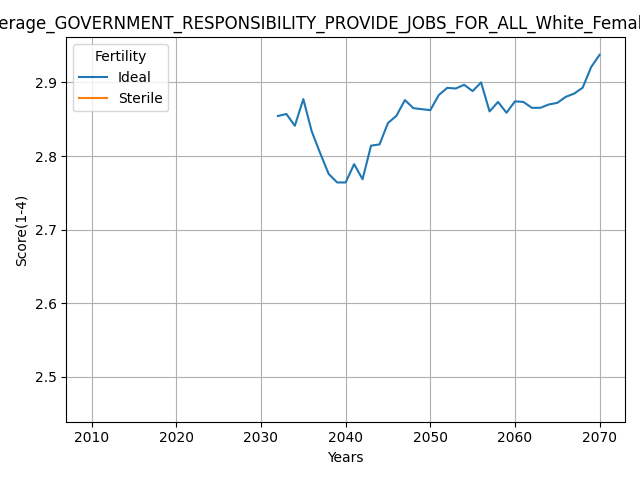 erage_GOVERNMENT_RESPONSIBILITY_PROVIDE_JOBS_FOR_ALL_White_Femal
Fertility
Ideal
Sterile
2.9
2.8
2.7
2.6
2.5
Score(1-4)
2010 2020 2030 2040 2050 2060 2070
Years